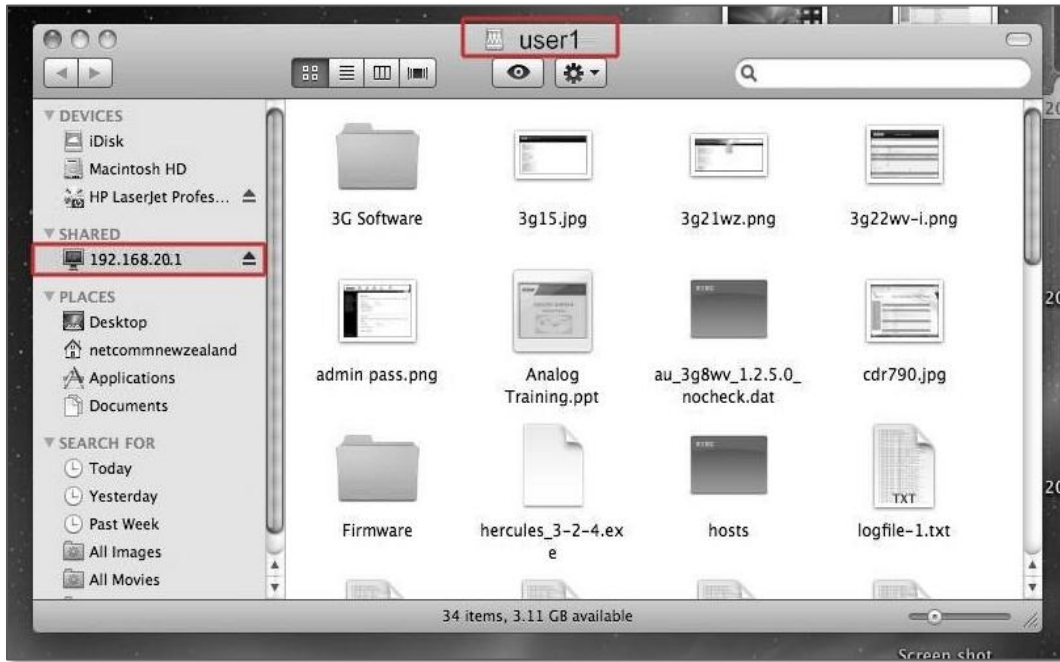 user1
DEVICES
iDisk
Macintosh HD
HP LaserJet Profes...
SHARED
192.168.20.1
PLACES
Desktop
netcommnewzealand
Applications
Documents
SEARCH FOR
Today
Yesterday
Past Week
All Images
All Movies
3G Software
3g15.jpg
3g21wz.png
3g22wv-i.png
admin pass.png
Analog
Training.ppt
au_3g8wv_1.2.5.0_
nocheck.dat
cdr790.jpg
Firmware
hercules_3-2-4.ex
e
hosts
TXT
logfile-1.txt
34 items, 3.11 GB available
20
20
20
Screen shot